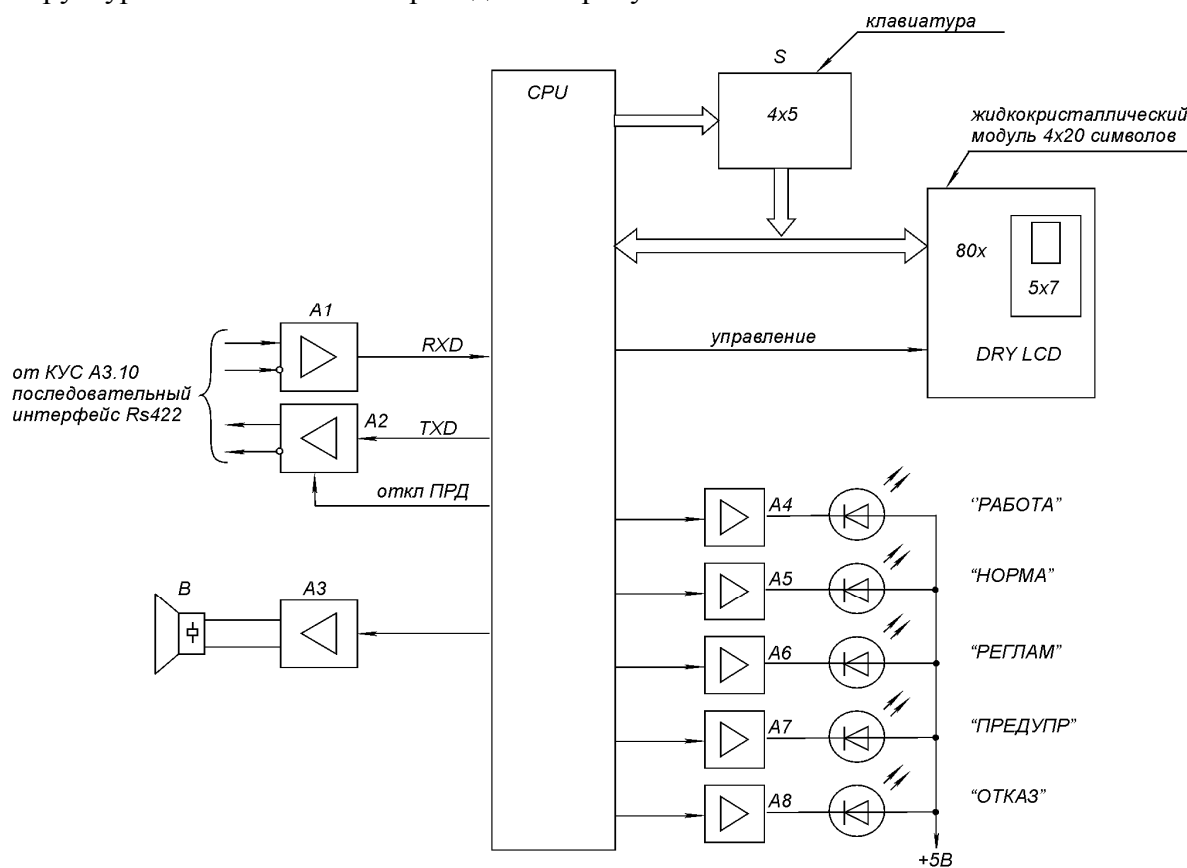 клавиатура
S
CPU
4x5
жидкокристаллический
модуль 4x20 символов
80x
5x7
DRY LCD
A1
RXD
управление
от КУС А3.10
последовательный
интерфейс Rs422
A2
TXD
откл ПРД
A4
“РАБОТА”
A5
“НОРМА”
B
A3
A6
“РЕГЛАМ”
A7
“ПРЕДУПР”
A8
“ОТКАЗ”
+5В